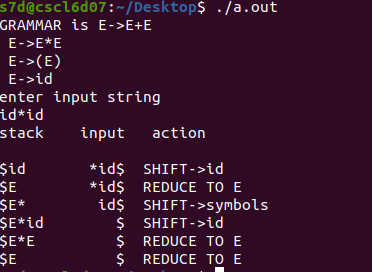 s7d@cscl6d07:~/Desktop$ ./a.out
GRAMMAR is E->E+E
 E->E*E
 E->(E)
 E->id
enter input string
id*id
stack    input   action
$id       *id$  SHIFT->id
$E        *id$  REDUCE TO E
$E*        id$  SHIFT->symbols
$E*id        $  SHIFT->id
$E*E         $  REDUCE TO E
$E           $  REDUCE TO E